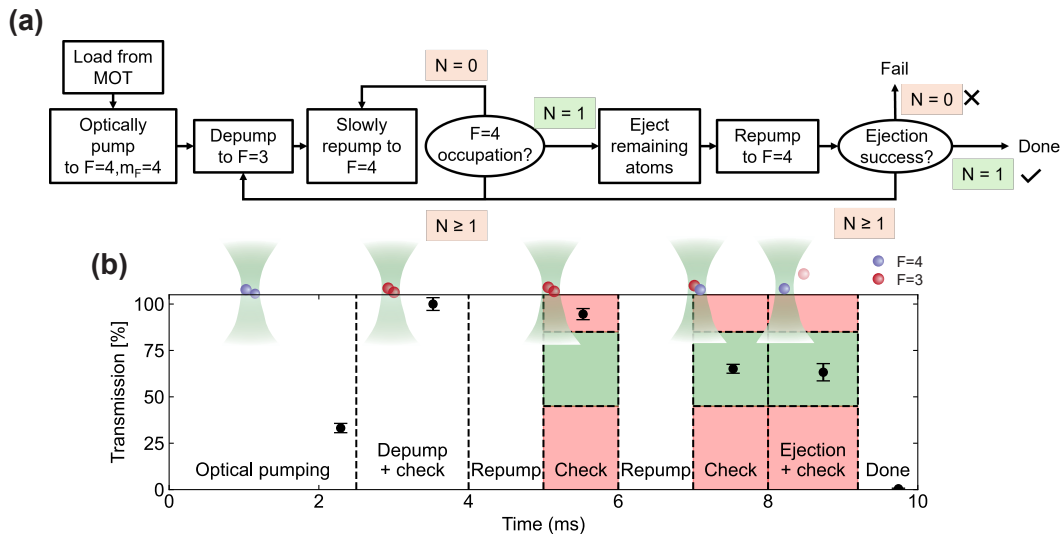 (a)
Load from
MOT
Optically
pump
to F=4,mF=4
Depump
to F=3
Slowly
repump to
F=4
N = 0
F=4
occupation?
N = 1
Eject
remaining
atoms
Repump
to F=4
Fail
N = 0
Ejection
success?
Done
N = 1
N ≥ 1
N ≥ 1
(b)
F=4
F=3
Transmission [%]
100
75
50
25
0
Optical pumping
Depump
+ check
Repump
Check
Repump
Check
Ejection
+ check
Done
0
2
4
6
8
10
Time (ms)